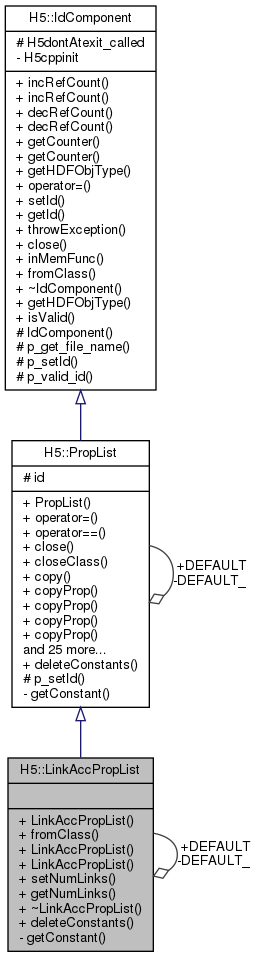 H5::IdComponent
# H5dontAtexit_called
- H5cppinit
+ incRefCount()
+ incRefCount()
+ decRefCount()
+ decRefCount()
+ getCounter()
+ getCounter()
+ getHDFObjType()
+ operator=()
+ setId()
+ getId()
+ throwException()
+ close()
+ inMemFunc()
+ fromClass()
+ ~IdComponent()
+ getHDFObjType()
+ isValid()
# IdComponent()
# p_get_file_name()
# p_setId()
# p_valid_id()
H5::PropList
# id
+ PropList()
+ operator=()
+ operator==()
+ close()
+ closeClass()
+ copy()
+ copyProp()
+ copyProp()
+ copyProp()
+ copyProp()
and 25 more...
+ deleteConstants()
# p_setId()
- getConstant()
+DEFAULT
-DEFAULT_
H5::LinkAccPropList
+ LinkAccPropList()
+ fromClass()
+ LinkAccPropList()
+ LinkAccPropList()
+ setNumLinks()
+ getNumLinks()
+ ~LinkAccPropList()
+ deleteConstants()
- getConstant()
+DEFAULT
-DEFAULT_